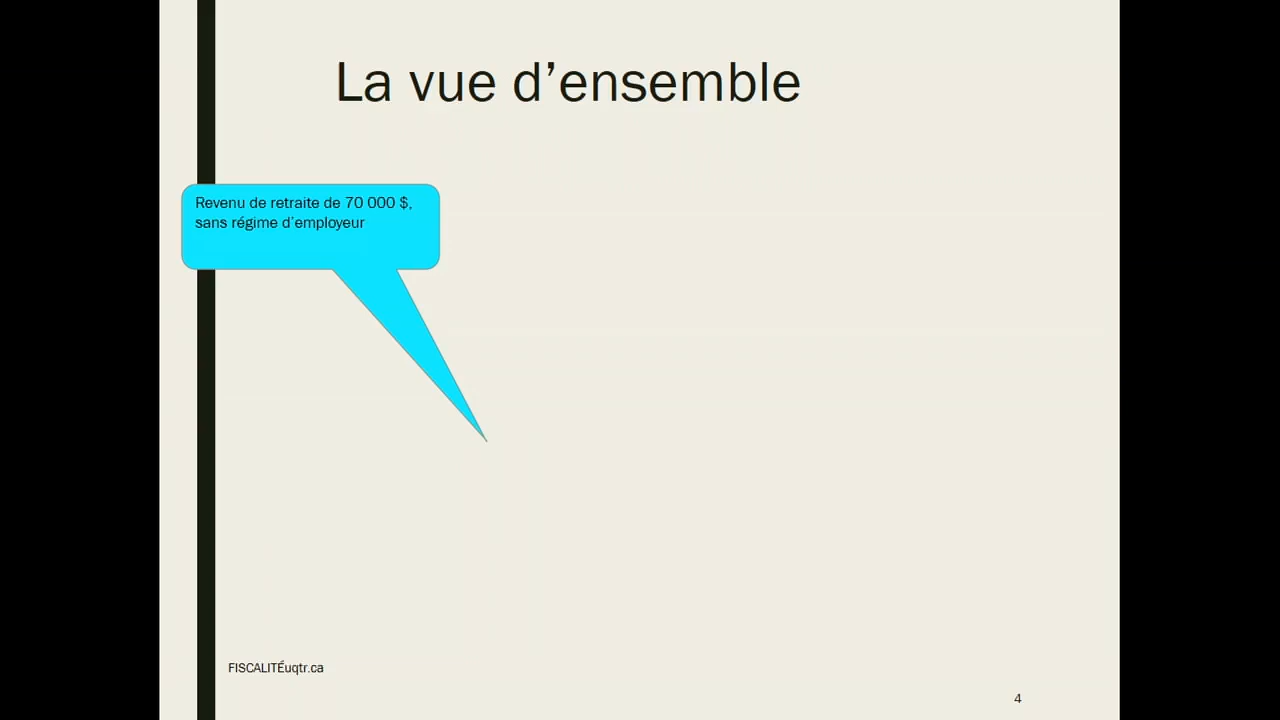 La vue d’ensemble
Revenu de retraite de 70 000 $,
sans régime d’employeur
FISCALITÉuqtr.ca
4